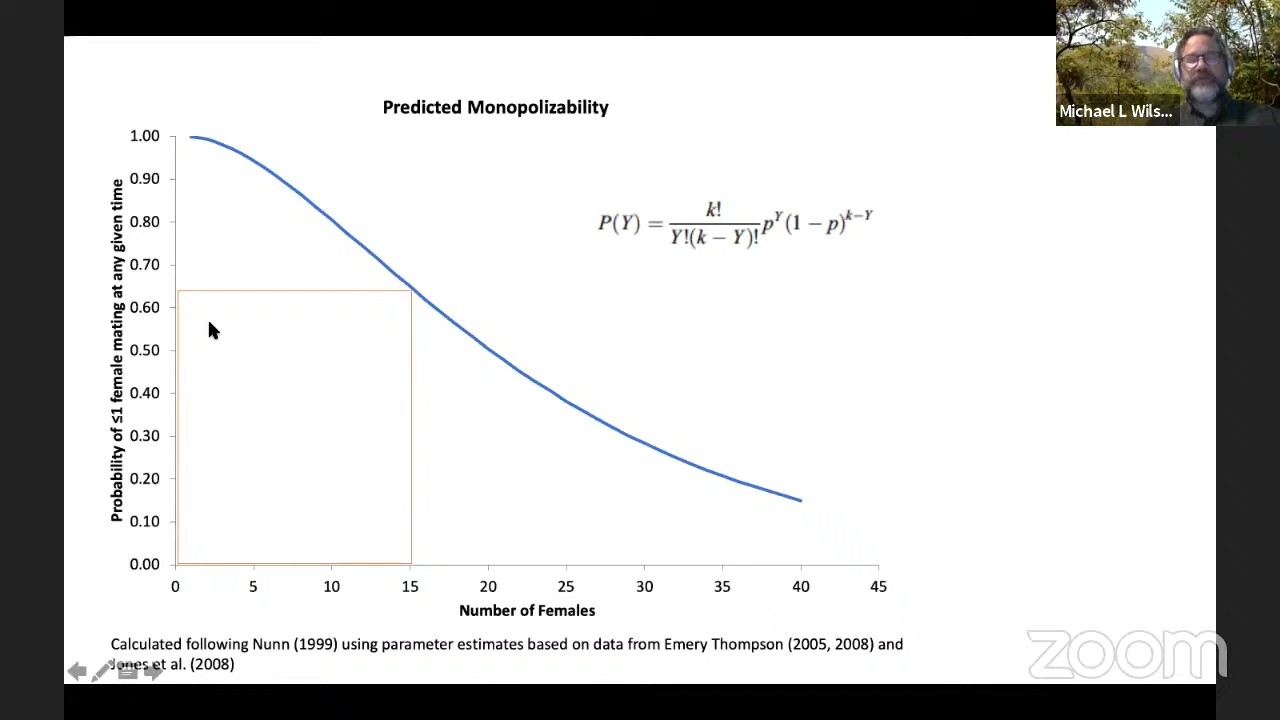 Michael L Wils...
Predicted Monopolizability
Probability of ≤1 female mating at any given time
1.00
0.90
0.80
0.70
0.60
0.50
0.40
0.30
0.20
0.10
0.00
P(Y) = k! / Y!(k − Y)! p^Y (1 − p)^{k−Y}
0 5 10 15 20 25 30 35 40 45
Number of Females
Calculated following Nunn (1999) using parameter estimates based on data from Emery Thompson (2005, 2008) and
Jones et al. (2008)
zoom